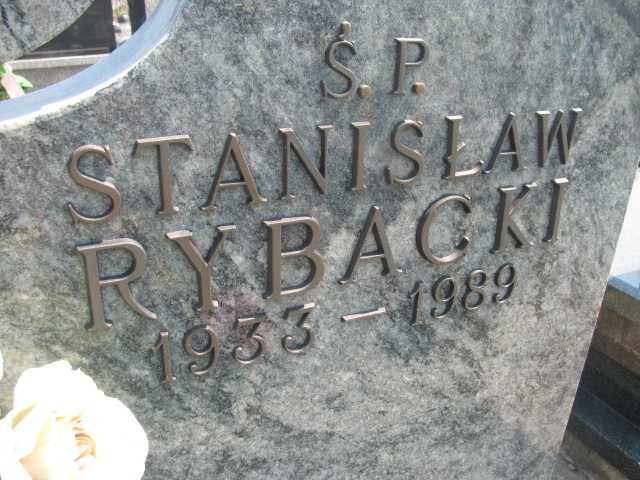 Ś.P.
STANISŁAW
RYBACKI
1933-1989